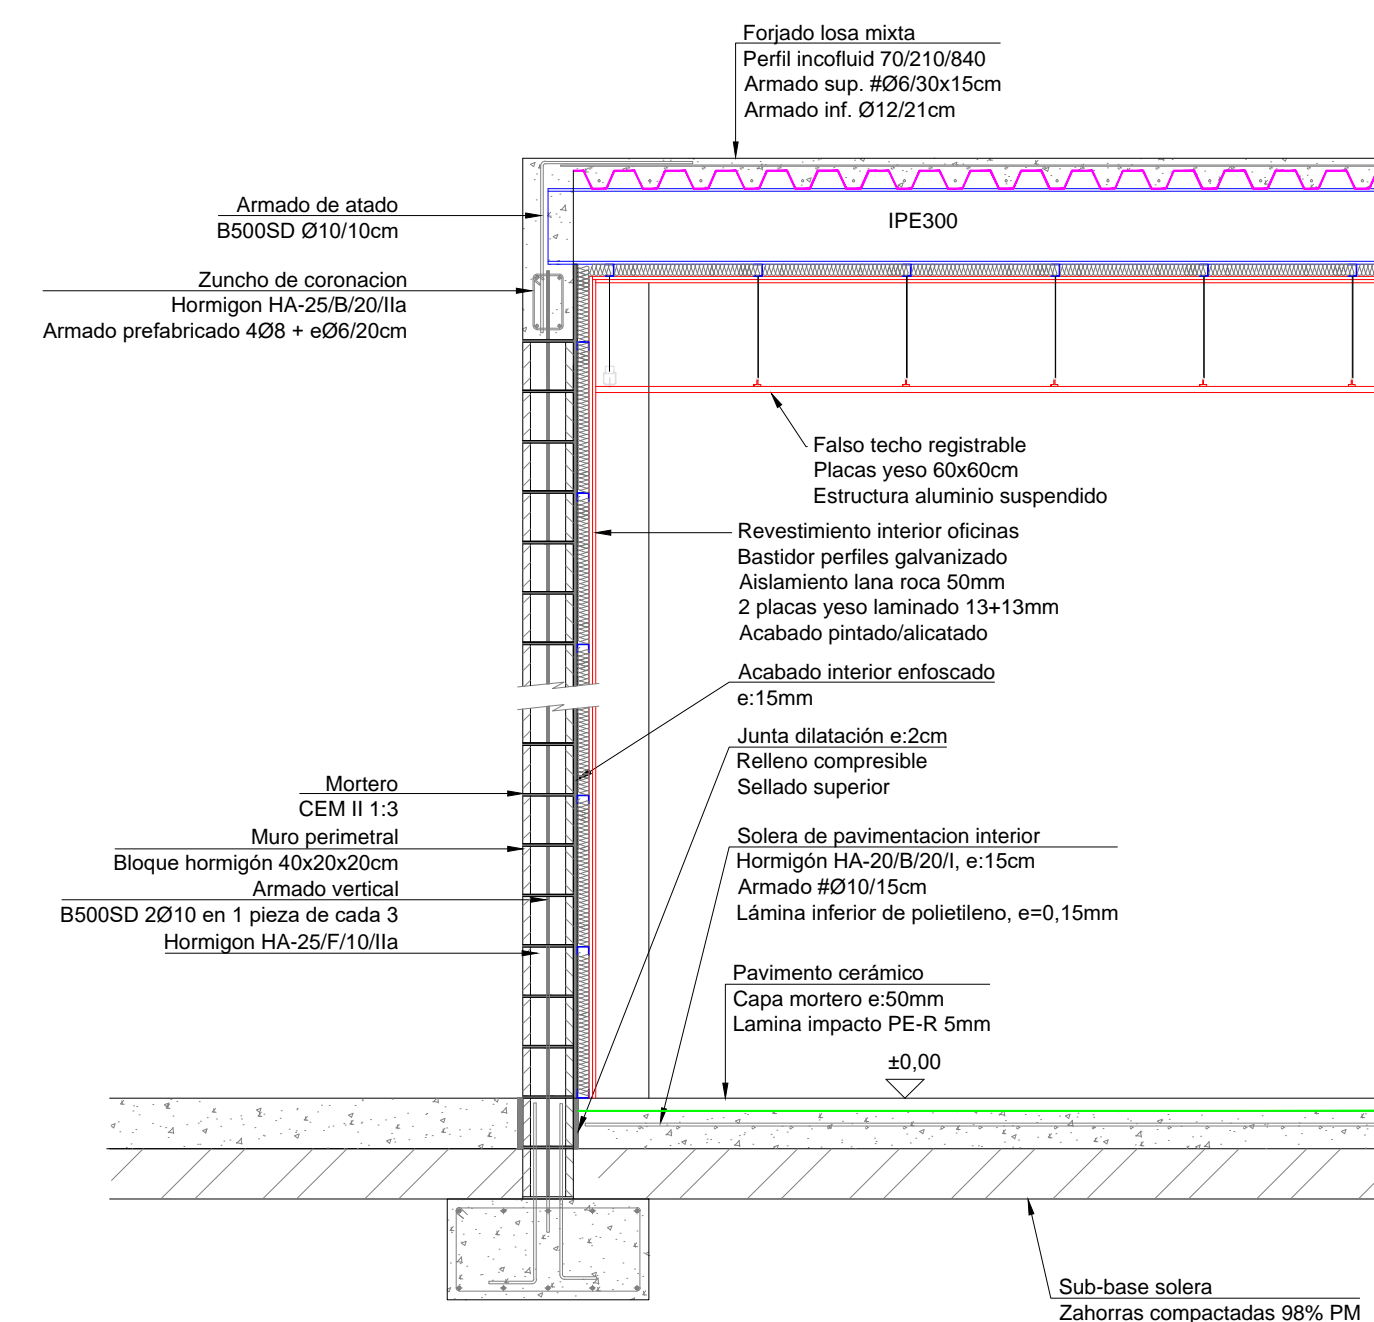 Forjado losa mixta
Perfil incofluid 70/210/840
Armado sup. #Ø6/30x15cm
Armado inf. Ø12/21cm
Armado de atado
B500SD Ø10/10cm
IPE300
Zuncho de coronacion
Hormigon HA-25/B/20/IIa
Armado prefabricado 4Ø8 + eØ6/20cm
Falso techo registrable
Placas yeso 60x60cm
Estructura aluminio suspendido
Revestimiento interior oficinas
Bastidor perfiles galvanizado
Aislamiento lana roca 50mm
2 placas yeso laminado 13+13mm
Acabado pintado/alicatado
Acabado interior enfoscado
e:15mm
Junta dilatación e:2cm
Relleno compresible
Sellado superior
Mortero
CEM II 1:3
Muro perimetral
Bloque hormigón 40x20x20cm
Armado vertical
B500SD 2Ø10 en 1 pieza de cada 3
Hormigon HA-25/F/10/IIa
Solera de pavimentacion interior
Hormigón HA-20/B/20/I, e:15cm
Armado #Ø10/15cm
Lámina inferior de polietileno, e=0,15mm
Pavimento cerámico
Capa mortero e:50mm
Lamina impacto PE-R 5mm
±0,00
Sub-base solera
Zahorras compactadas 98% PM